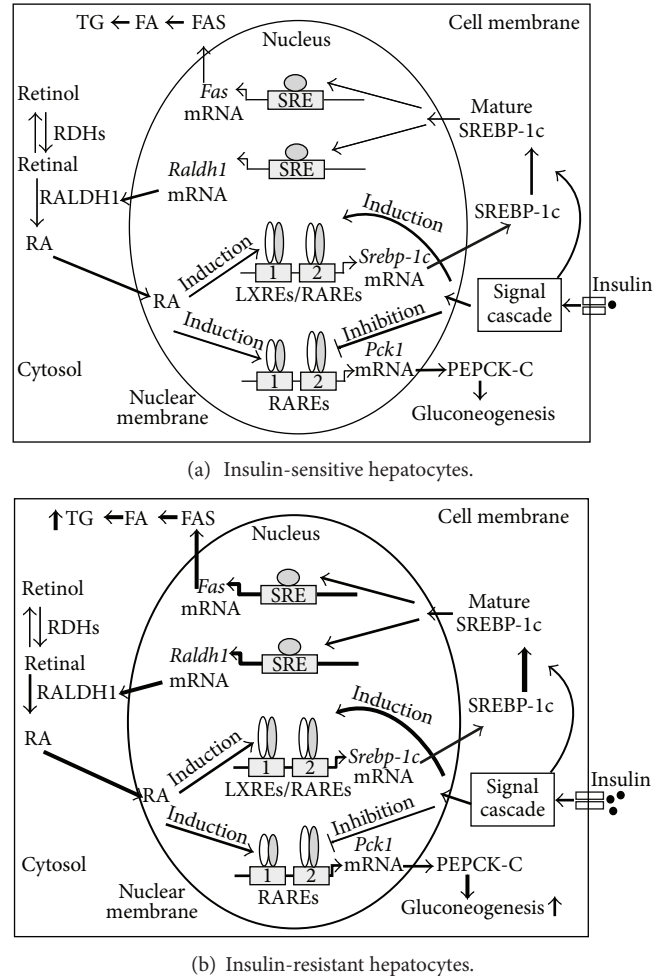 TG ← FA ← FAS
Cell membrane
Nucleus
Retinol
Fas
mRNA
SRE
Mature
SREBP-1c
RDHs
Retinal
Raldh1
mRNA
SRE
RALDH1
Induction
SREBP-1c
RA
Induction
Srebp-1c
mRNA
1 2
LXREs/RAREs
RA
Insulin
Signal
cascade
Induction
Inhibition
Pck1
mRNA
PEPCK-C
Cytosol
1 2
RAREs
Nuclear
membrane
Gluconeogenesis
(a) Insulin-sensitive hepatocytes.
↑ TG ← FA ← FAS
Cell membrane
Nucleus
Retinol
Fas
mRNA
SRE
Mature
SREBP-1c
RDHs
Retinal
Raldh1
mRNA
SRE
RALDH1
Induction
SREBP-1c
RA
Induction
Srebp-1c
mRNA
1 2
LXREs/RAREs
RA
Insulin
Signal
cascade
Induction
Inhibition
Pck1
mRNA
PEPCK-C
Cytosol
1 2
RAREs
Nuclear
membrane
Gluconeogenesis ↑
(b) Insulin-resistant hepatocytes.